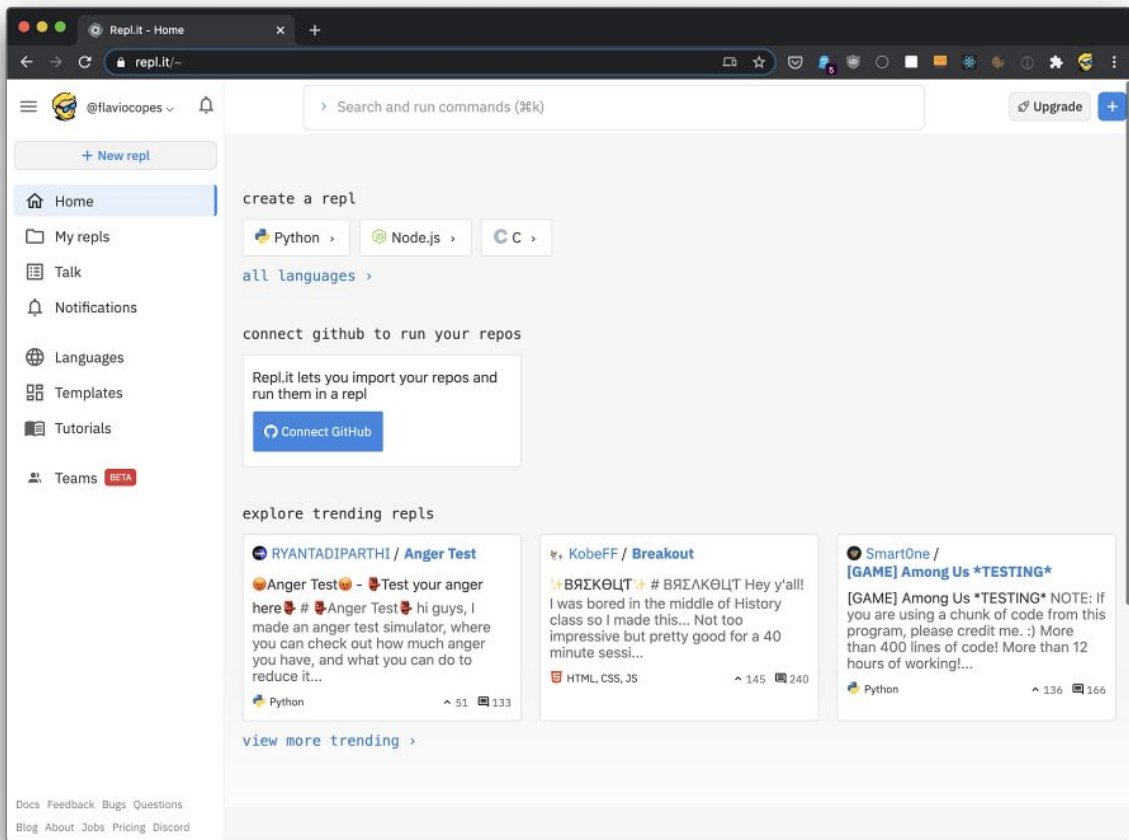 Repl.it - Home
repl.it/~
5
@flaviocopes
Search and run commands (⌘k)
Upgrade
+ New repl
Home
My repls
Talk
Notifications
Languages
Templates
Tutorials
Teams BETA
Docs Feedback Bugs Questions
Blog About Jobs Pricing Discord
create a repl
Python ›
Node.js ›
C ›
all languages ›
connect github to run your repos
Repl.it lets you import your repos and
run them in a repl
Connect GitHub
explore trending repls
RYANTADIPARTHI / Anger Test
😡Anger Test😡 - 👺Test your anger
here👺 # 👺Anger Test👺 hi guys, I
made an anger test simulator, where
you can check out how much anger
you have, and what you can do to
reduce it...
Python
51 133
KobeFF / Breakout
✨BЯΣKӨЦƬ✨ # BЯΣΛKӨЦƬ Hey y'all!
I was bored in the middle of History
class so I made this... Not too
impressive but pretty good for a 40
minute sessi...
HTML, CSS, JS
145 240
SmartOne /
[GAME] Among Us *TESTING*
[GAME] Among Us *TESTING* NOTE: If
you are using a chunk of code from this
program, please credit me. :) More
than 400 lines of code! More than 12
hours of working!...
Python
136 166
view more trending ›